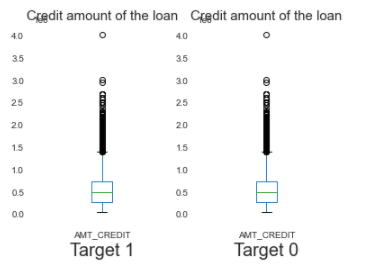 Credit amount of the loan Credit amount of the loan
1e6 1e6
4.0 4.0
3.5 3.5
3.0 3.0
2.5 2.5
2.0 2.0
1.5 1.5
1.0 1.0
0.5 0.5
0.0 0.0
AMT_CREDIT AMT_CREDIT
Target 1 Target 0